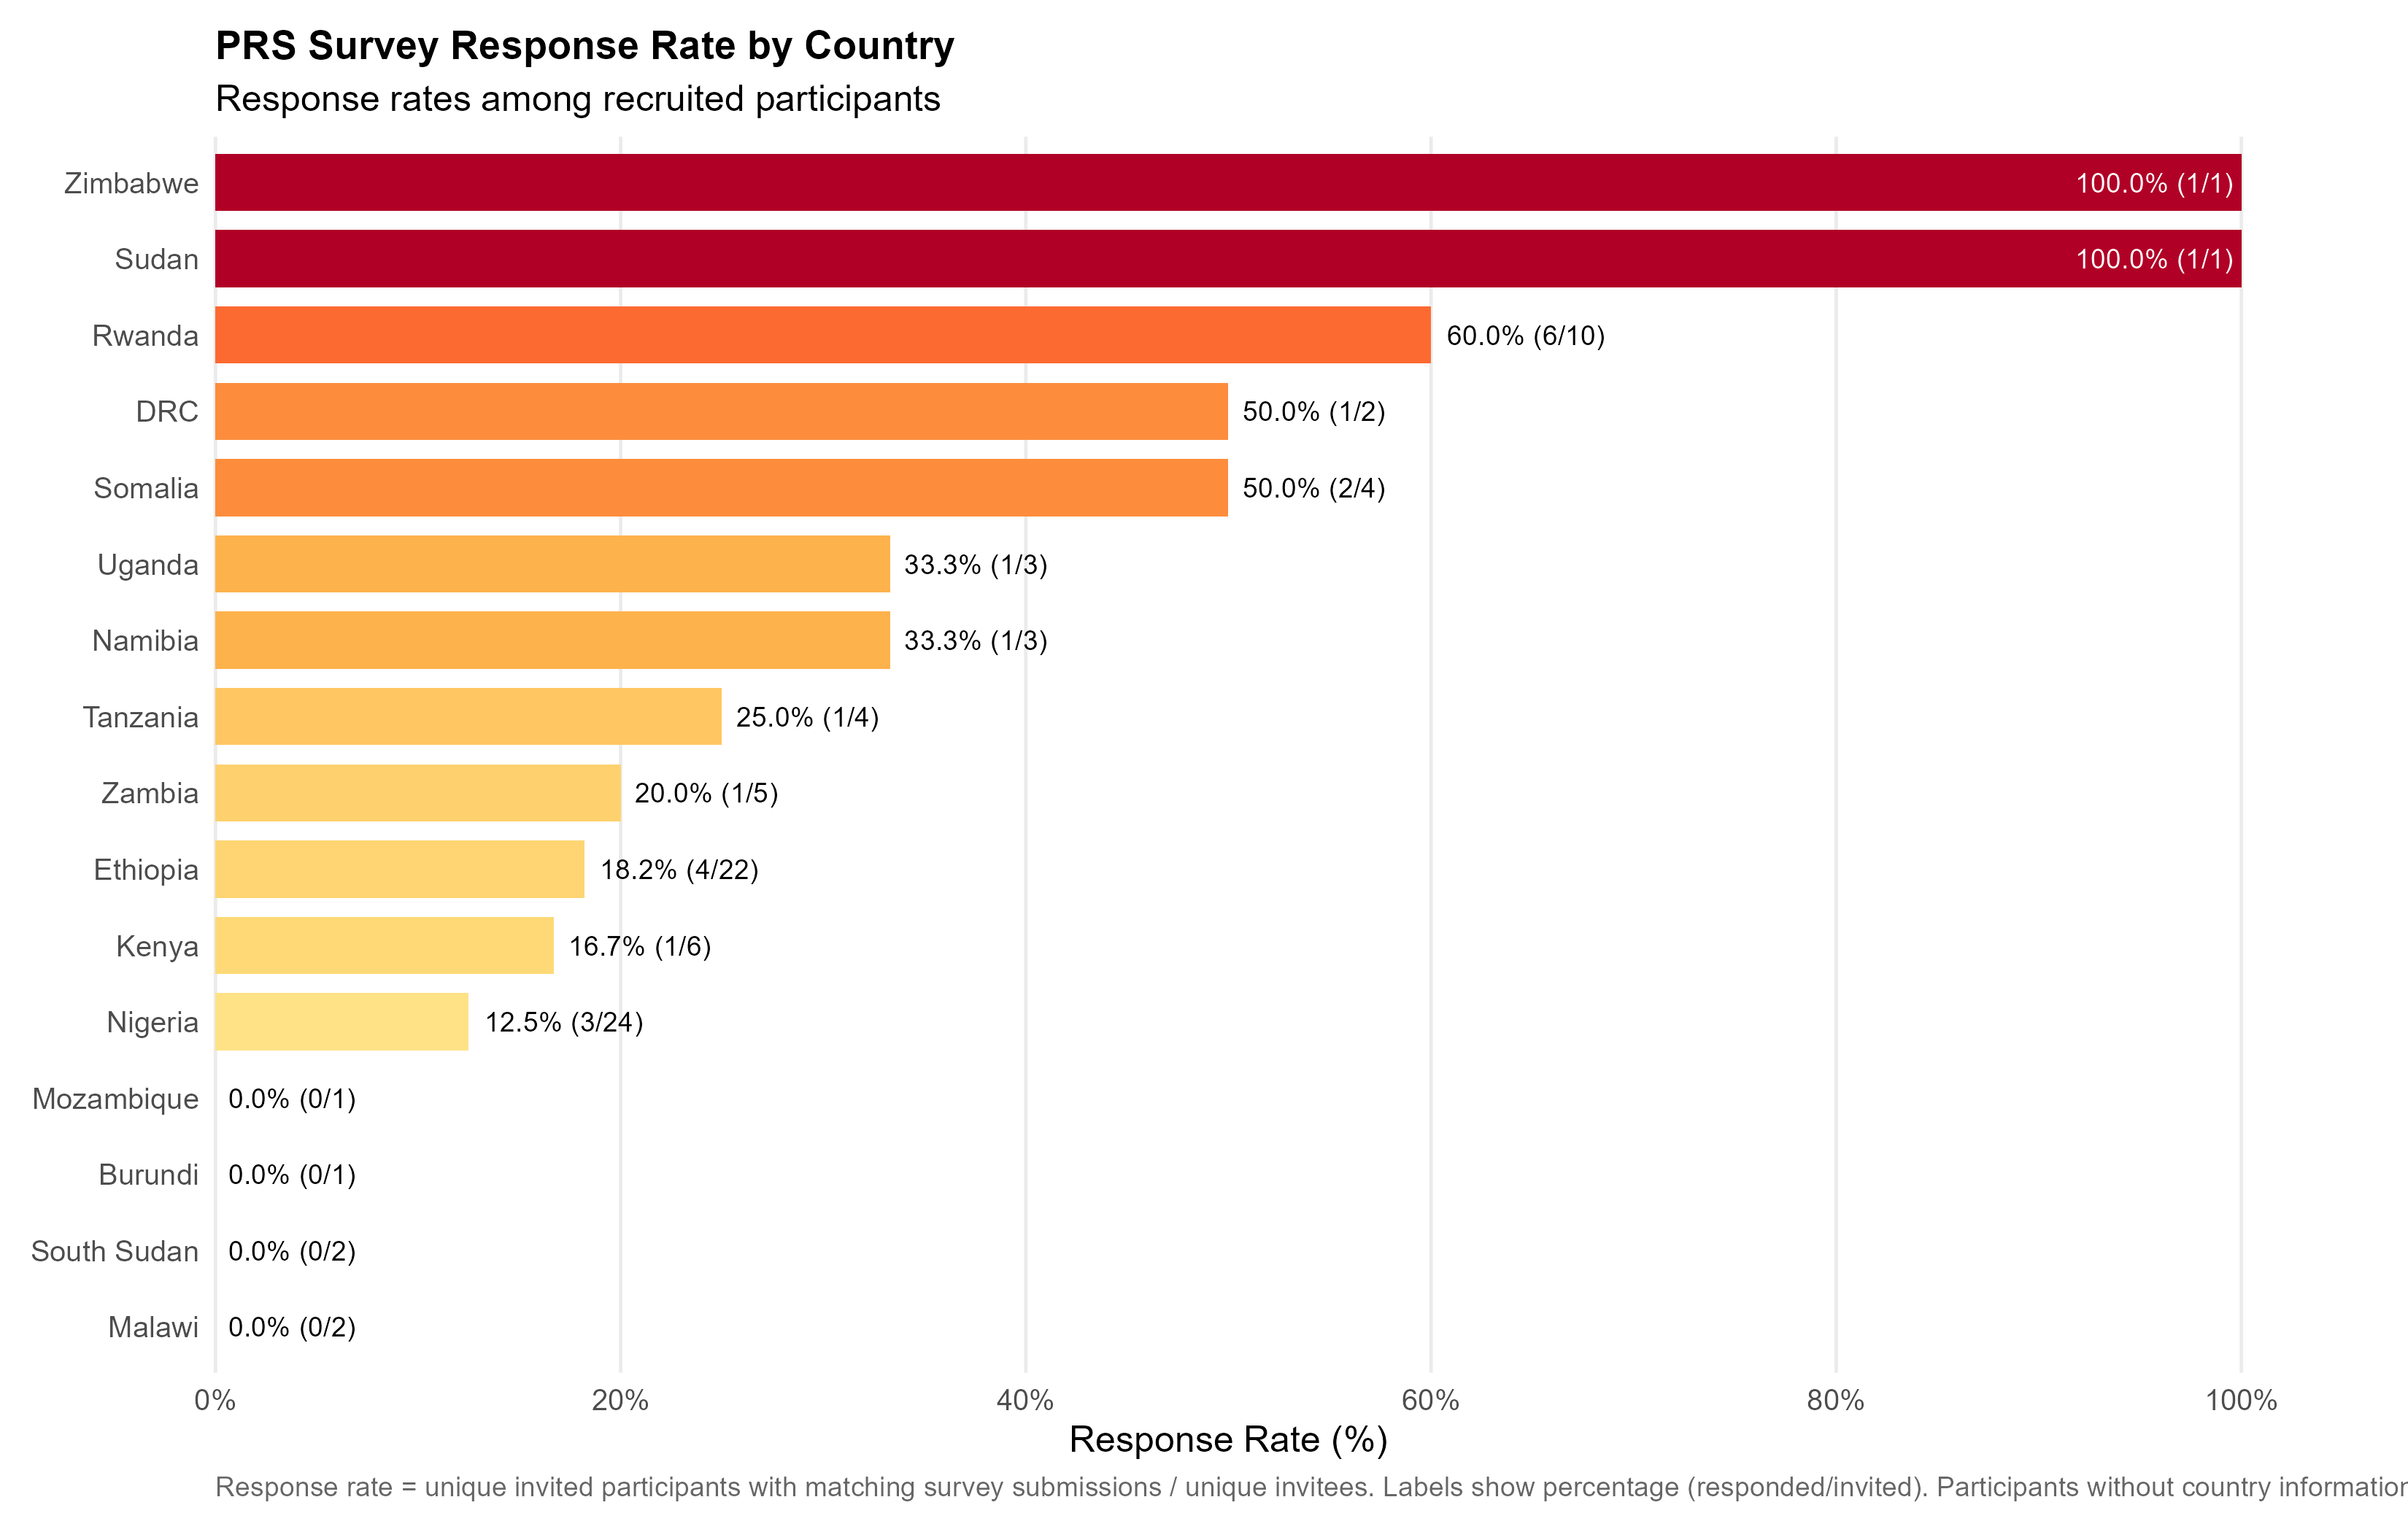 PRS Survey Response Rate by Country
Response rates among recruited participants
Zimbabwe 100.0% (1/1)
Sudan 100.0% (1/1)
Rwanda 60.0% (6/10)
DRC 50.0% (1/2)
Somalia 50.0% (2/4)
Uganda 33.3% (1/3)
Namibia 33.3% (1/3)
Tanzania 25.0% (1/4)
Zambia 20.0% (1/5)
Ethiopia 18.2% (4/22)
Kenya 16.7% (1/6)
Nigeria 12.5% (3/24)
Mozambique 0.0% (0/1)
Burundi 0.0% (0/1)
South Sudan 0.0% (0/2)
Malawi 0.0% (0/2)
0% 20% 40% 60% 80% 100%
Response Rate (%)
Response rate = unique invited participants with matching survey submissions / unique invitees. Labels show percentage (responded/invited). Participants without country information